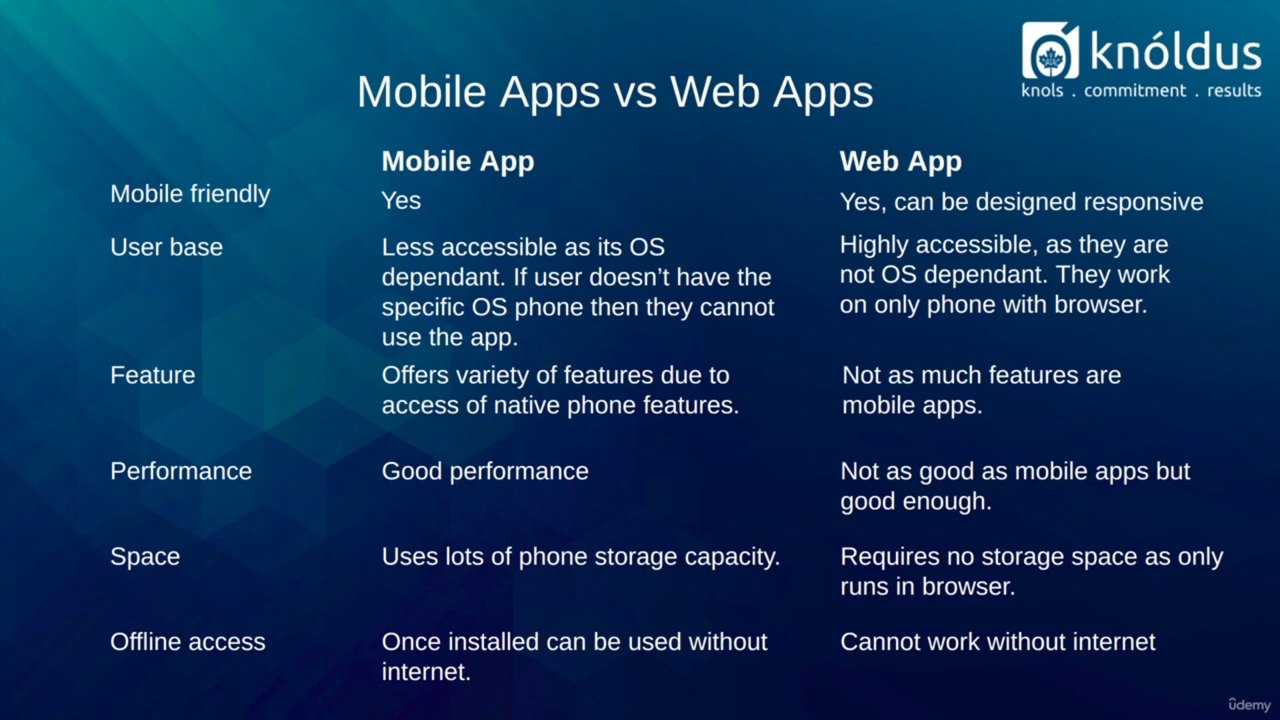 knóldus
knols . commitment . results
Mobile Apps vs Web Apps
Mobile App
Web App
Mobile friendly
Yes
Yes, can be designed responsive
User base
Less accessible as its OS
dependant. If user doesn’t have the
specific OS phone then they cannot
use the app.
Highly accessible, as they are
not OS dependant. They work
on only phone with browser.
Feature
Offers variety of features due to
access of native phone features.
Not as much features are
mobile apps.
Performance
Good performance
Not as good as mobile apps but
good enough.
Space
Uses lots of phone storage capacity.
Requires no storage space as only
runs in browser.
Offline access
Once installed can be used without
internet.
Cannot work without internet
ûdemy